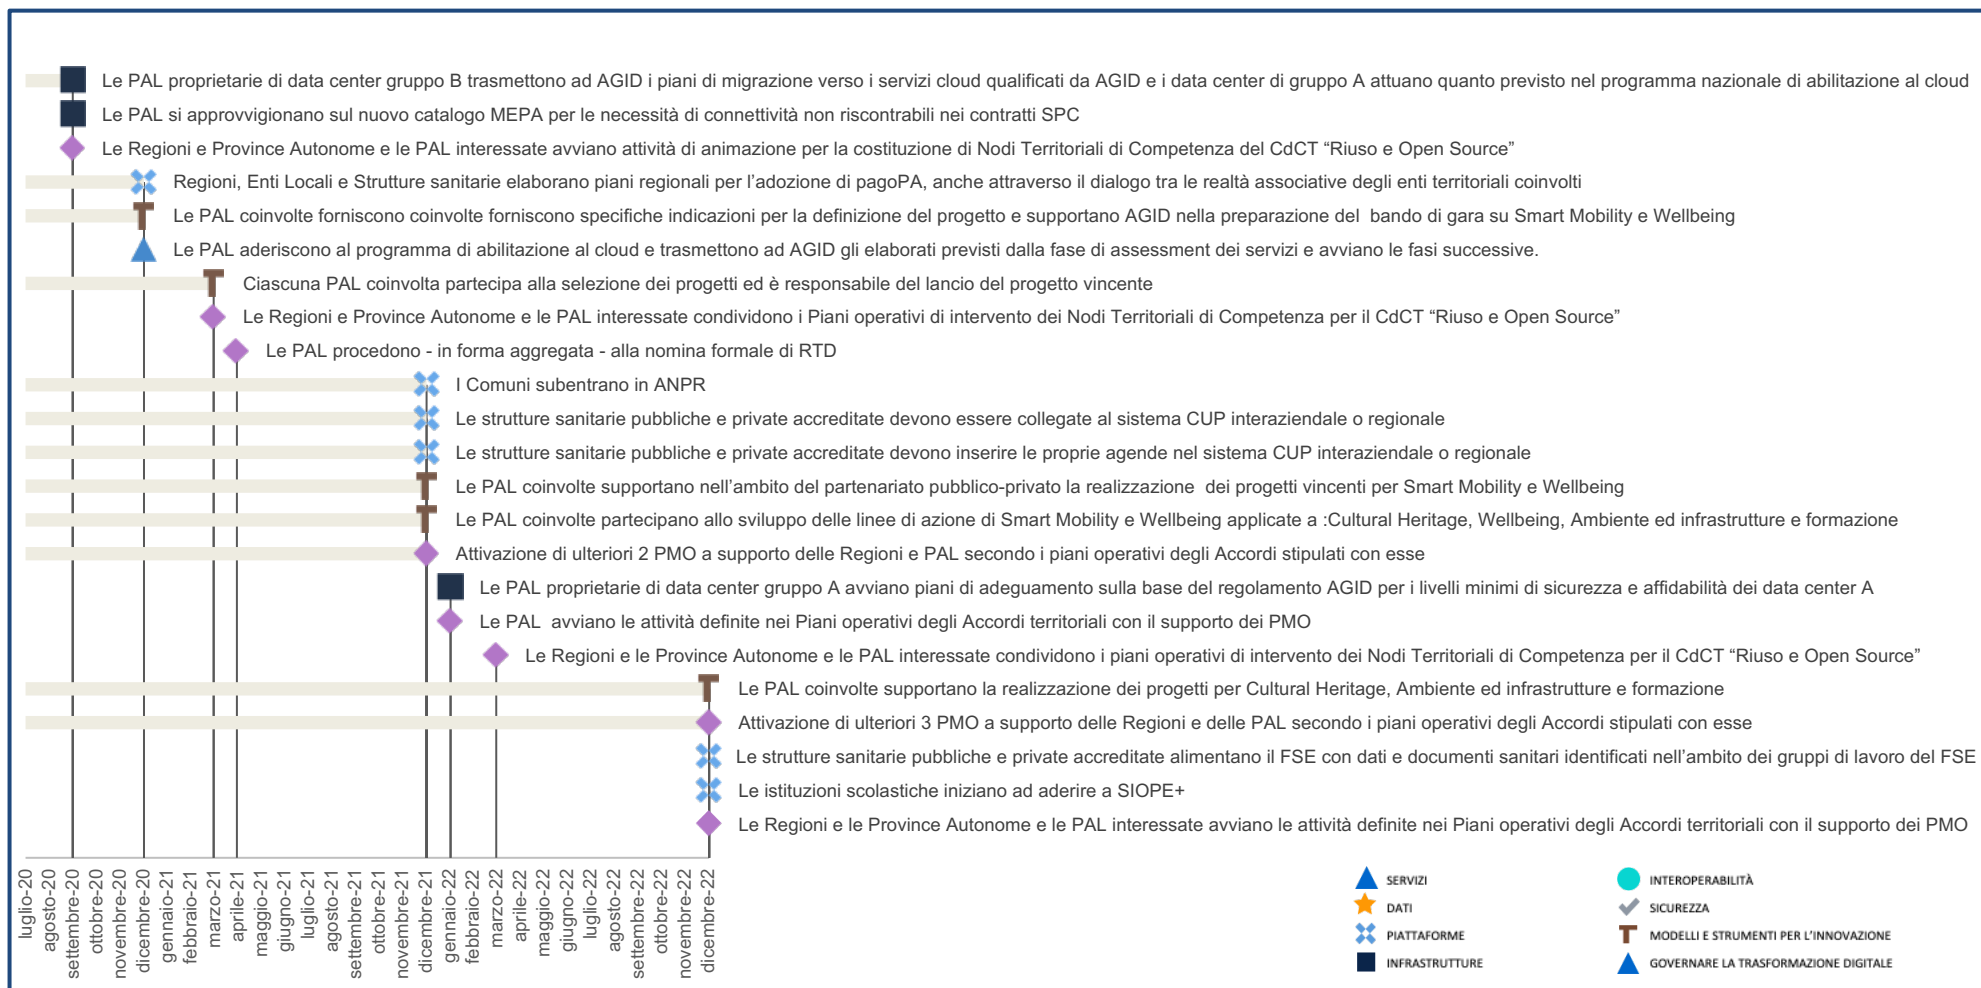 Le PAL proprietarie di data center gruppo B trasmettono ad AGID i piani di migrazione verso i servizi cloud qualificati da AGID e i data center di gruppo A attuano quanto previsto nel programma nazionale di abilitazione al cloud
Le PAL si approvvigionano sul nuovo catalogo MEPA per le necessità di connettività non riscontrabili nei contratti SPC
Le Regioni e Province Autonome e le PAL interessate avviano attività di animazione per la costituzione di Nodi Territoriali di Competenza del CdCT “Riuso e Open Source”
Regioni, Enti Locali e Strutture sanitarie elaborano piani regionali per l’adozione di pagoPA, anche attraverso il dialogo tra le realtà associative degli enti territoriali coinvolti
Le PAL coinvolte forniscono coinvolte forniscono specifiche indicazioni per la definizione del progetto e supportano AGID nella preparazione del  bando di gara su Smart Mobility e Wellbeing
Le PAL aderiscono al programma di abilitazione al cloud e trasmettono ad AGID gli elaborati previsti dalla fase di assessment dei servizi e avviano le fasi successive.
Ciascuna PAL coinvolta partecipa alla selezione dei progetti ed è responsabile del lancio del progetto vincente
Le Regioni e Province Autonome e le PAL interessate condividono i Piani operativi di intervento dei Nodi Territoriali di Competenza per il CdCT “Riuso e Open Source”
Le PAL procedono - in forma aggregata - alla nomina formale di RTD
I Comuni subentrano in ANPR
Le strutture sanitarie pubbliche e private accreditate devono essere collegate al sistema CUP interaziendale o regionale
Le strutture sanitarie pubbliche e private accreditate devono inserire le proprie agende nel sistema CUP interaziendale o regionale
Le PAL coinvolte supportano nell’ambito del partenariato pubblico-privato la realizzazione  dei progetti vincenti per Smart Mobility e Wellbeing
Le PAL coinvolte partecipano allo sviluppo delle linee di azione di Smart Mobility e Wellbeing applicate a :Cultural Heritage, Wellbeing, Ambiente ed infrastrutture e formazione
Attivazione di ulteriori 2 PMO a supporto delle Regioni e PAL secondo i piani operativi degli Accordi stipulati con esse
Le PAL proprietarie di data center gruppo A avviano piani di adeguamento sulla base del regolamento AGID per i livelli minimi di sicurezza e affidabilità dei data center A
Le PAL  avviano le attività definite nei Piani operativi degli Accordi territoriali con il supporto dei PMO
Le Regioni e le Province Autonome e le PAL interessate condividono i piani operativi di intervento dei Nodi Territoriali di Competenza per il CdCT “Riuso e Open Source”
Le PAL coinvolte supportano la realizzazione dei progetti per Cultural Heritage, Ambiente ed infrastrutture e formazione
Attivazione di ulteriori 3 PMO a supporto delle Regioni e delle PAL secondo i piani operativi degli Accordi stipulati con esse
Le strutture sanitarie pubbliche e private accreditate alimentano il FSE con dati e documenti sanitari identificati nell’ambito dei gruppi di lavoro del FSE
Le istituzioni scolastiche iniziano ad aderire a SIOPE+
Le Regioni e le Province Autonome e le PAL interessate avviano le attività definite nei Piani operativi degli Accordi territoriali con il supporto dei PMO
luglio-20
agosto-20
settembre-20
ottobre-20
novembre-20
dicembre-20
gennaio-21
febbraio-21
marzo-21
aprile-21
maggio-21
giugno-21
luglio-21
agosto-21
settembre-21
ottobre-21
novembre-21
dicembre-21
gennaio-22
febbraio-22
marzo-22
aprile-22
maggio-22
giugno-22
luglio-22
agosto-22
settembre-22
ottobre-22
novembre-22
dicembre-22
SERVIZI
DATI
PIATTAFORME
INFRASTRUTTURE
INTEROPERABILITÀ
SICUREZZA
MODELLI E STRUMENTI PER L’INNOVAZIONE
GOVERNARE LA TRASFORMAZIONE DIGITALE